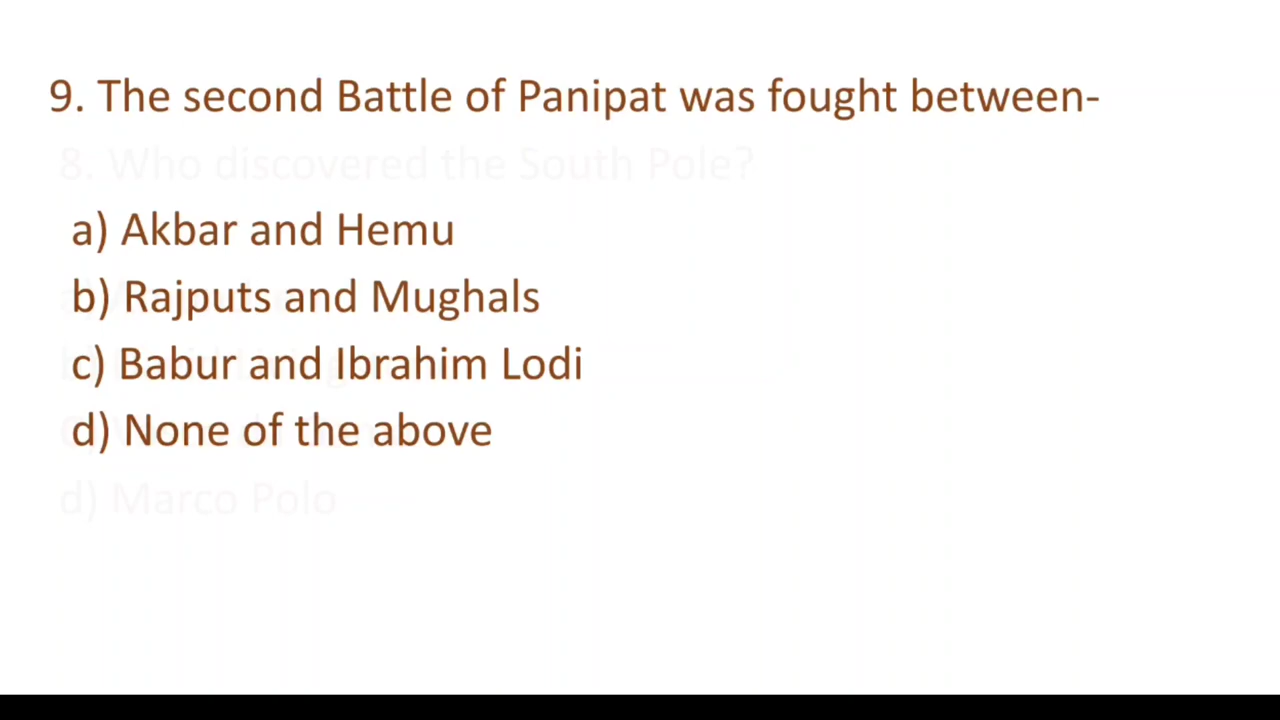 9. The second Battle of Panipat was fought between-
8. Who discovered the South Pole?
a) Akbar and Hemu
b) Rajputs and Mughals
c) Babur and Ibrahim Lodi
d) None of the above
d) Marco Polo